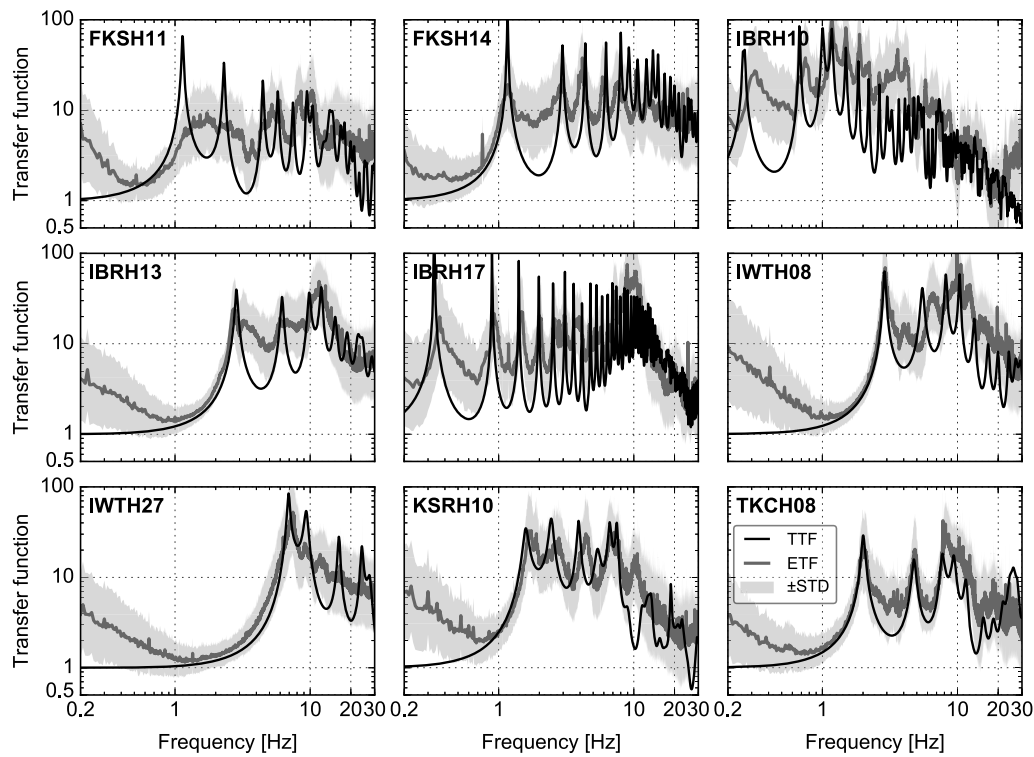 FKSH11 FKSH14 IBRH10
Transfer function
100
10
1
0.5
IBRH13 IBRH17 IWTH08
Transfer function
100
10
1
0.5
IWTH27 KSRH10 TKCH08
TTF
ETF
±STD
Transfer function
100
10
1
0.5
0.2 1 10 2030 0.2 1 10 2030 0.2 1 10 2030
Frequency [Hz] Frequency [Hz] Frequency [Hz]